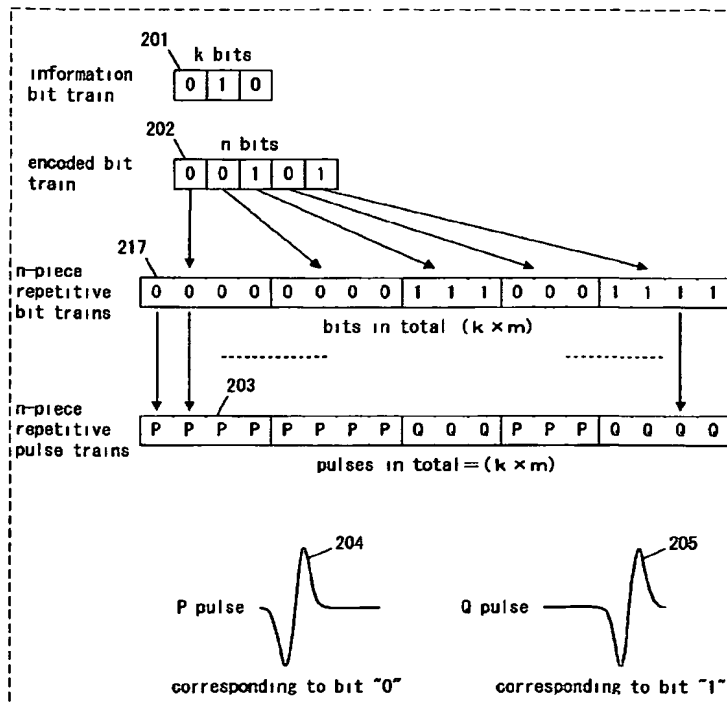 201
k bits
information
bit train
0 1 0
202
n bits
encoded bit
train
0 0 1 0 1
217
n-piece
repetitive
bit trains
0 0 0 0 0 0 0 0 1 1 1 0 0 0 1 1 1 1
bits in total (k × m)
203
n-piece
repetitive
pulse trains
P P P P P P P P Q Q Q P P P Q Q Q Q
pulses in total=(k × m)
204
P pulse
corresponding to bit "0"
205
Q pulse
corresponding to bit "1"